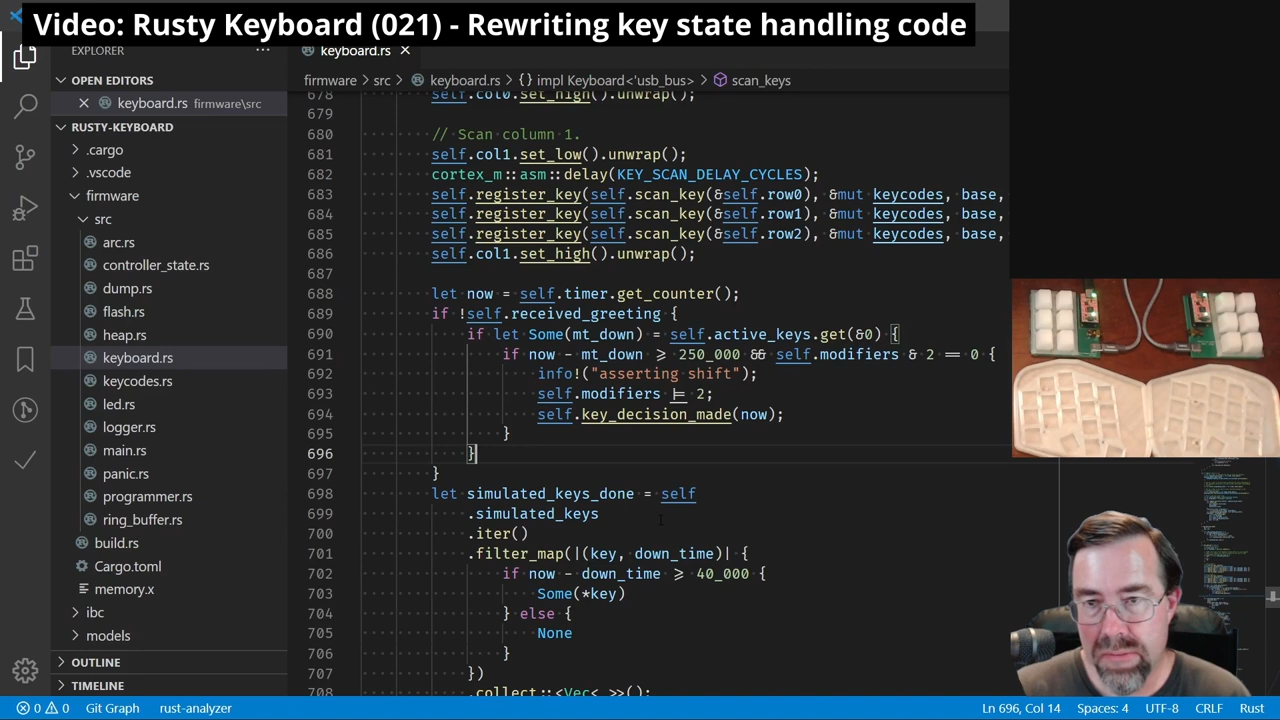 Video: Rusty Keyboard (021) - Rewriting key state handling code
EXPLORER
keyboard.rs
OPEN EDITORS
keyboard.rs firmware\src
RUSTY-KEYBOARD
.cargo
.vscode
firmware
src
arc.rs
controller_state.rs
dump.rs
flash.rs
heap.rs
keyboard.rs
keycodes.rs
led.rs
logger.rs
main.rs
panic.rs
programmer.rs
ring_buffer.rs
build.rs
Cargo.toml
memory.x
ibc
models
OUTLINE
TIMELINE
firmware > src > keyboard.rs > {} impl Keyboard<'usb_bus> > scan_keys
678 self.col0.set_high().unwrap();
679
680 // Scan column 1.
681 self.col1.set_low().unwrap();
682 cortex_m::asm::delay(KEY_SCAN_DELAY_CYCLES);
683 self.register_key(self.scan_key(&self.row0), &mut keycodes, base,
684 self.register_key(self.scan_key(&self.row1), &mut keycodes, base,
685 self.register_key(self.scan_key(&self.row2), &mut keycodes, base,
686 self.col1.set_high().unwrap();
687
688 let now = self.timer.get_counter();
689 if !self.received_greeting {
690 if let Some(mt_down) = self.active_keys.get(&0) {
691 if now - mt_down >= 250_000 && self.modifiers & 2 == 0 {
692 info!("asserting shift");
693 self.modifiers |= 2;
694 self.key_decision_made(now);
695 }
696 }
697 }
698 let simulated_keys_done = self
699 .simulated_keys
700 .iter()
701 .filter_map(|(key, down_time)| {
702 if now - down_time >= 40_000 {
703 Some(*key)
704 } else {
705 None
706 }
707 })
708 .collect::<Vec<_>>();
0 0 Git Graph rust-analyzer Ln 696, Col 14 Spaces: 4 UTF-8 CRLF Rust